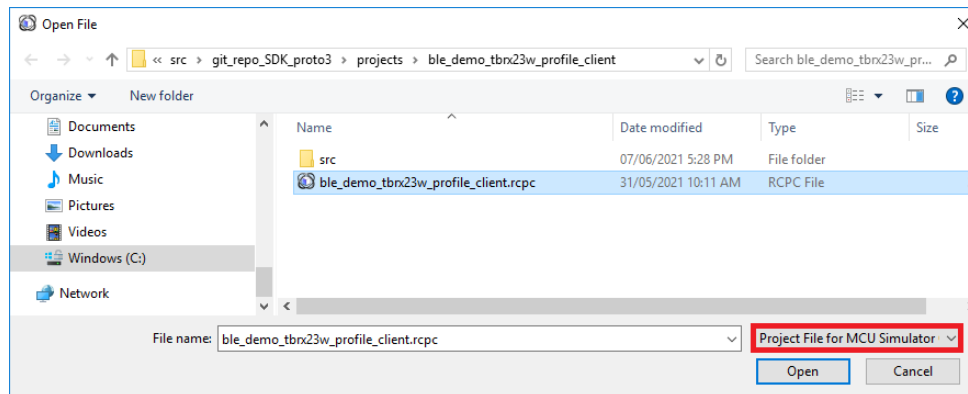 Open File
« src › git_repo_SDK_proto3 › projects › ble_demo_tbrx23w_profile_client
Search ble_demo_tbrx23w_pr...
Organize
New folder
Documents
Downloads
Music
Pictures
Videos
Windows (C:)
Network
Name Date modified Type Size
src 07/06/2021 5:28 PM File folder
ble_demo_tbrx23w_profile_client.rcpc 31/05/2021 10:11 AM RCPC File
File name: ble_demo_tbrx23w_profile_client.rcpc
Project File for MCU Simulator
Open Cancel